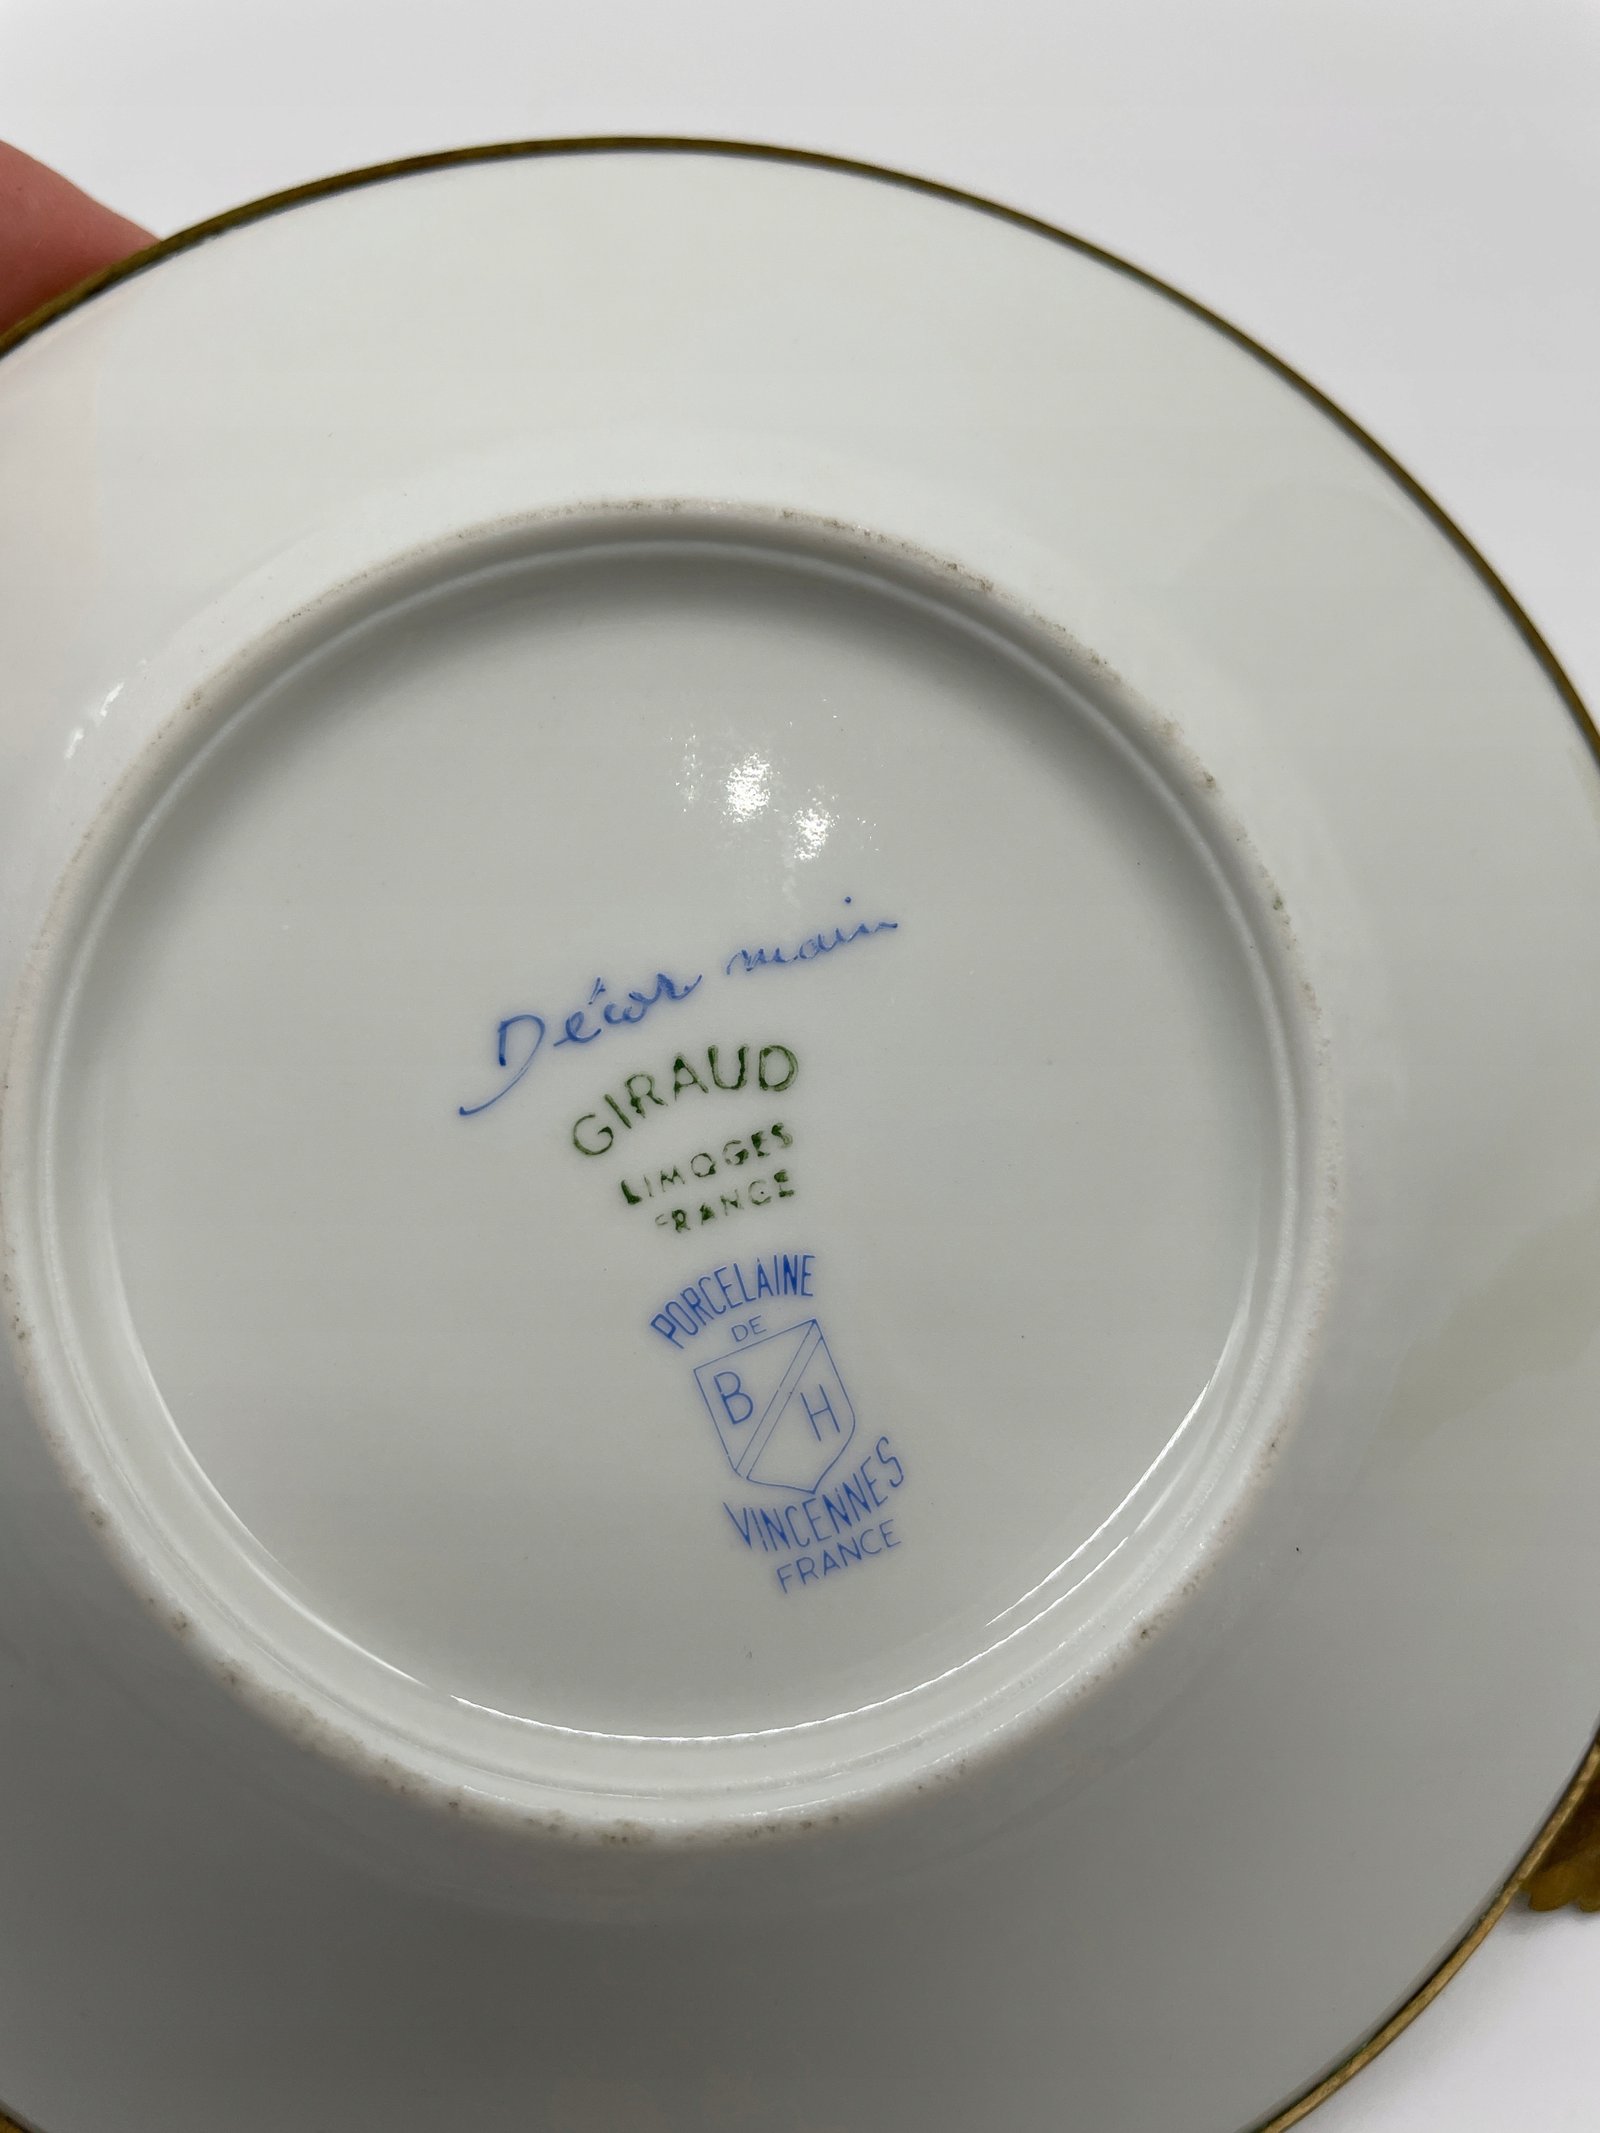 Décor main
GIRAUD
LIMOGES
FRANCE
PORCELAINE
DE
B H
VINCENNES
FRANCE